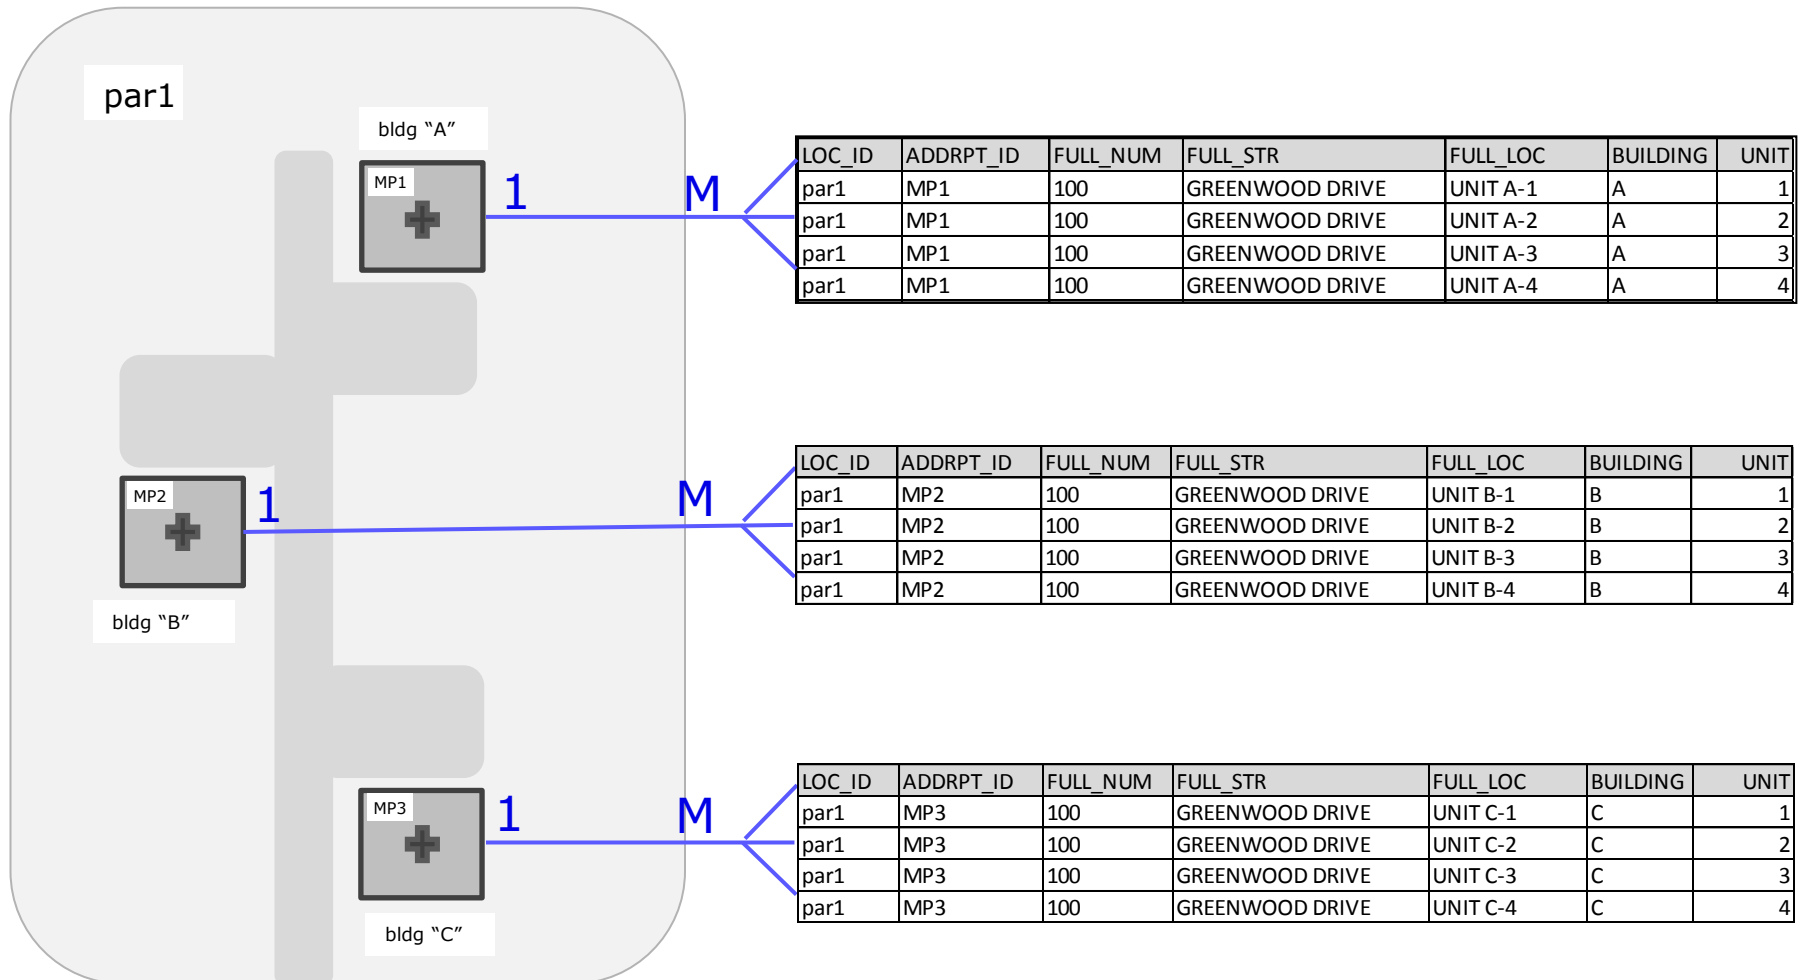 par1
bldg “A”
MP1
1
M
LOC_ID ADDRPT_ID FULL_NUM FULL_STR FULL_LOC BUILDING UNIT
par1 MP1 100 GREENWOOD DRIVE UNIT A-1 A 1
par1 MP1 100 GREENWOOD DRIVE UNIT A-2 A 2
par1 MP1 100 GREENWOOD DRIVE UNIT A-3 A 3
par1 MP1 100 GREENWOOD DRIVE UNIT A-4 A 4
MP2
1
M
bldg “B”
LOC_ID ADDRPT_ID FULL_NUM FULL_STR FULL_LOC BUILDING UNIT
par1 MP2 100 GREENWOOD DRIVE UNIT B-1 B 1
par1 MP2 100 GREENWOOD DRIVE UNIT B-2 B 2
par1 MP2 100 GREENWOOD DRIVE UNIT B-3 B 3
par1 MP2 100 GREENWOOD DRIVE UNIT B-4 B 4
MP3
1
M
bldg “C”
LOC_ID ADDRPT_ID FULL_NUM FULL_STR FULL_LOC BUILDING UNIT
par1 MP3 100 GREENWOOD DRIVE UNIT C-1 C 1
par1 MP3 100 GREENWOOD DRIVE UNIT C-2 C 2
par1 MP3 100 GREENWOOD DRIVE UNIT C-3 C 3
par1 MP3 100 GREENWOOD DRIVE UNIT C-4 C 4